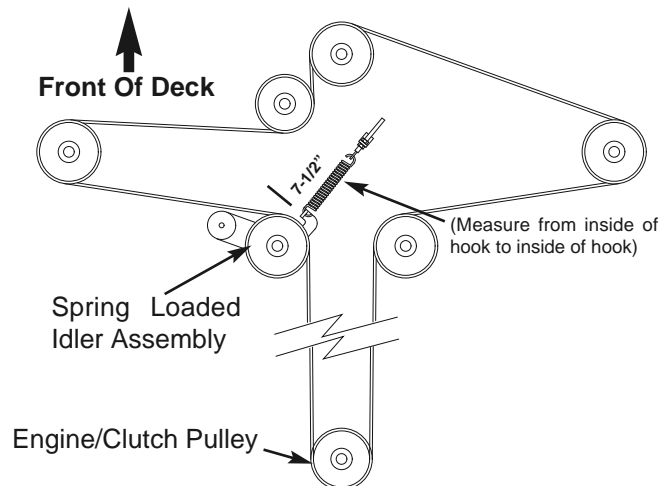 Front Of Deck
7-1/2"
(Measure from inside of
hook to inside of hook)
Spring Loaded
Idler Assembly
Engine/Clutch Pulley